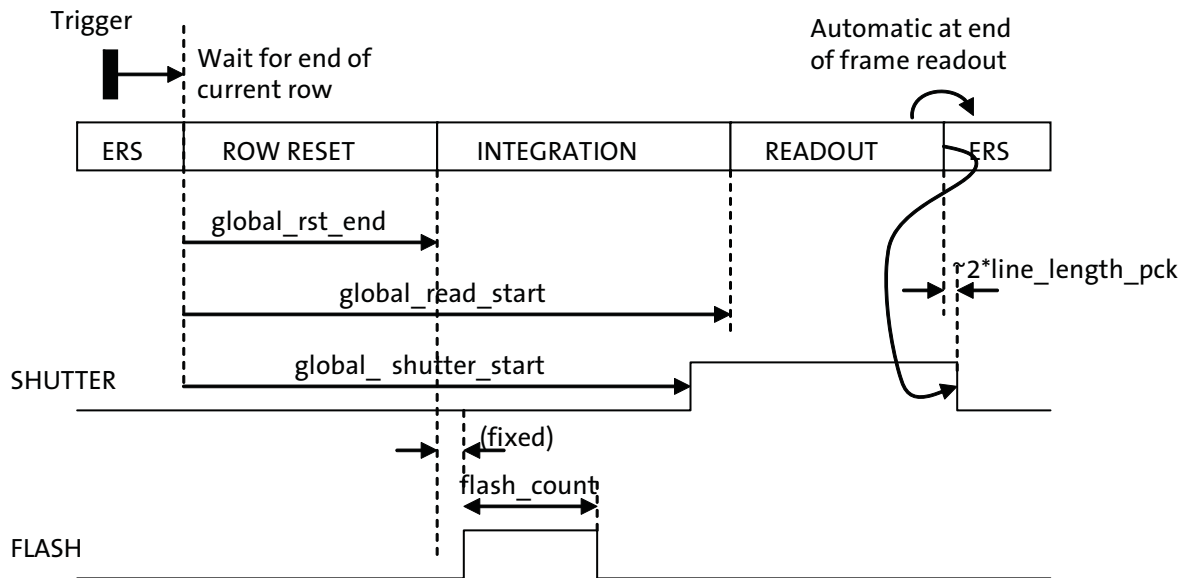 Trigger
Wait for end of
current row
Automatic at end
of frame readout
ERS
ROW RESET
INTEGRATION
READOUT
ERS
global_rst_end
~2*line_length_pck
global_read_start
global_ shutter_start
SHUTTER
(fixed)
flash_count
FLASH